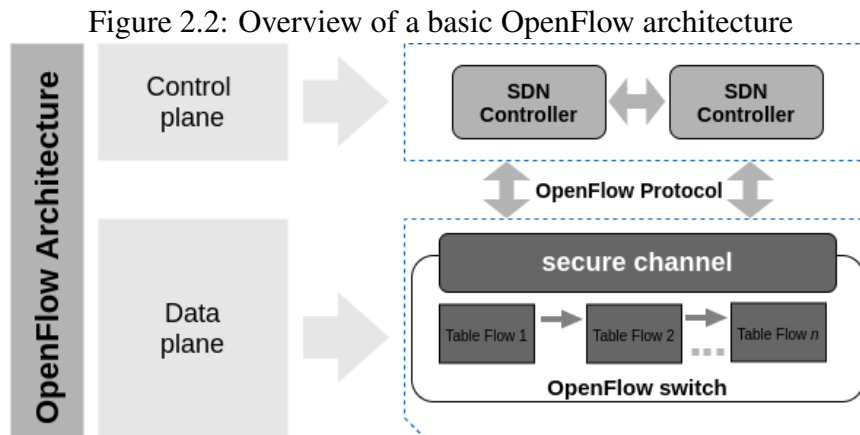 Figure 2.2: Overview of a basic OpenFlow architecture
OpenFlow Architecture
Control
plane
SDN
Controller
SDN
Controller
OpenFlow Protocol
Data
plane
secure channel
Table Flow 1
Table Flow 2
Table Flow n
OpenFlow switch